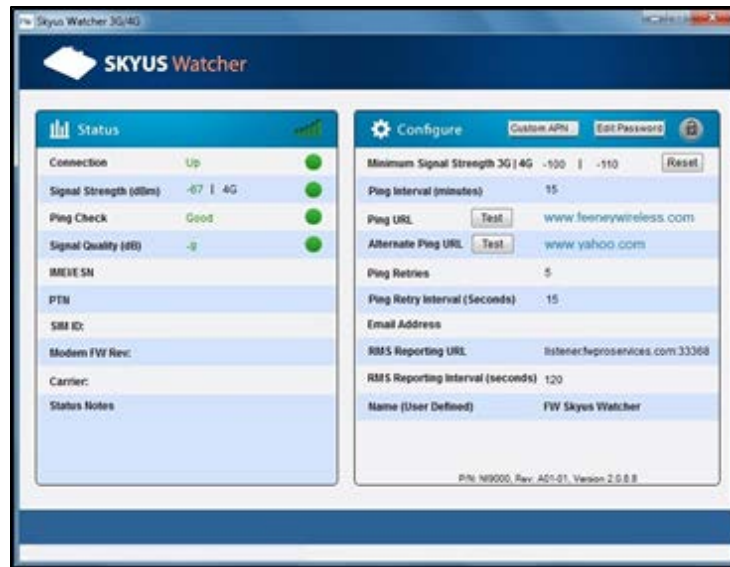 Skyus Watcher 3G/4G
SKYUS Watcher
Status
Connection Up
Signal Strength (dBm) -67 | 4G
Ping Check Good
Signal Quality (dB)
IMEI/ESN
PTN
SIM ID:
Modem FW Rev:
Carrier:
Status Notes
Configure Custom APN Edit Password
Minimum Signal Strength 3G | 4G -100 | -110 Reset
Ping Interval (minutes) 15
Ping URL Test www.feeneywireless.com
Alternate Ping URL Test www.yahoo.com
Ping Retries 5
Ping Retry Interval (Seconds) 15
Email Address
RMS Reporting URL listener.fwproservices.com:33368
RMS Reporting Interval (seconds) 120
Name (User Defined) FW Skyus Watcher
P/N: NI9000, Rev: A01-01, Version 2.0.8.8